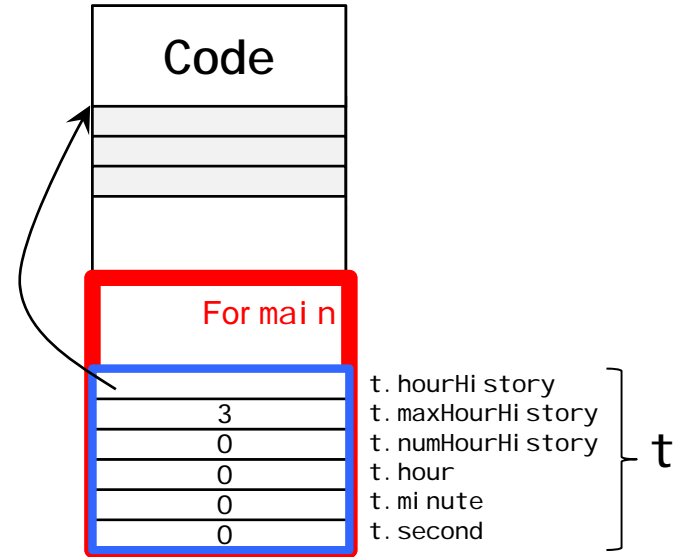 Code
For main
t.hourHistory
3 t.maxHourHistory
0 t.numHourHistory
0 t.hour
0 t.minute
0 t.second
t